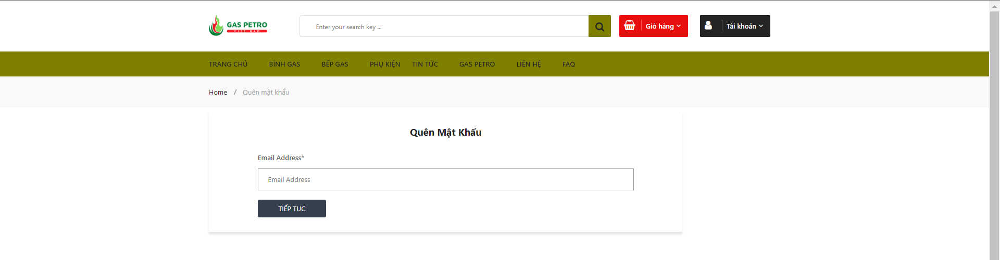 GAS PETRO
VIET NAM
Enter your search key ...
Giỏ hàng
Tài khoản
TRANG CHỦ BÌNH GAS BẾP GAS PHỤ KIỆN TIN TỨC GAS PETRO LIÊN HỆ FAQ
Home / Quên mật khẩu
Quên Mật Khẩu
Email Address*
Email Address
TIẾP TỤC